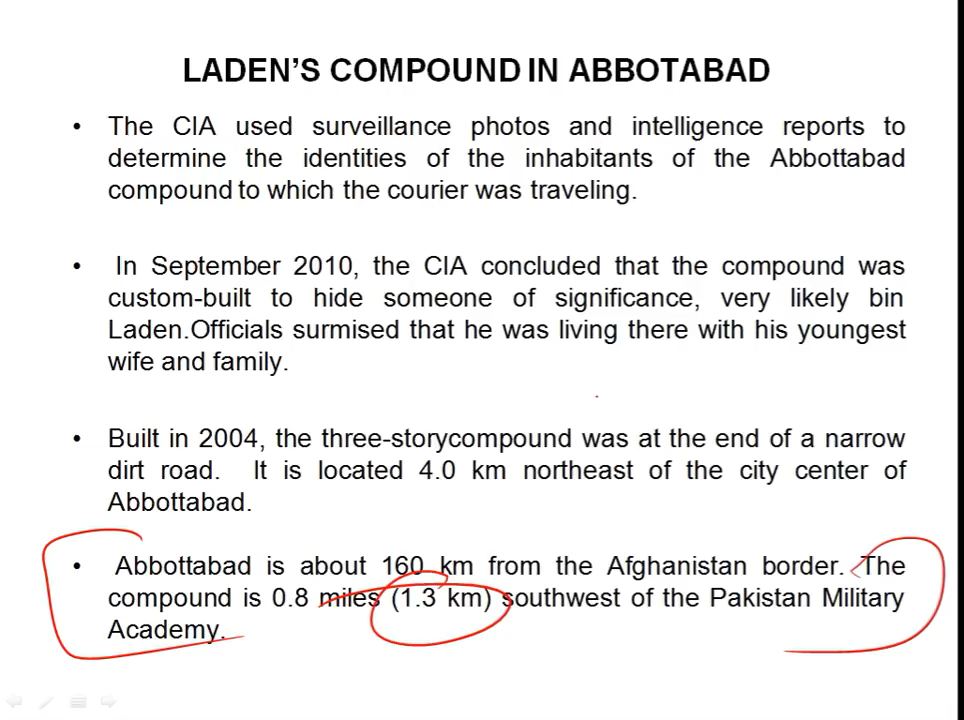 LADEN'S COMPOUND IN ABBOTABAD
• The CIA used surveillance photos and intelligence reports to
determine the identities of the inhabitants of the Abbottabad
compound to which the courier was traveling.
• In September 2010, the CIA concluded that the compound was
custom-built to hide someone of significance, very likely bin
Laden.Officials surmised that he was living there with his youngest
wife and family.
• Built in 2004, the three-storycompound was at the end of a narrow
dirt road. It is located 4.0 km northeast of the city center of
Abbottabad.
• Abbottabad is about 160 km from the Afghanistan border. The
compound is 0.8 miles (1.3 km) southwest of the Pakistan Military
Academy.